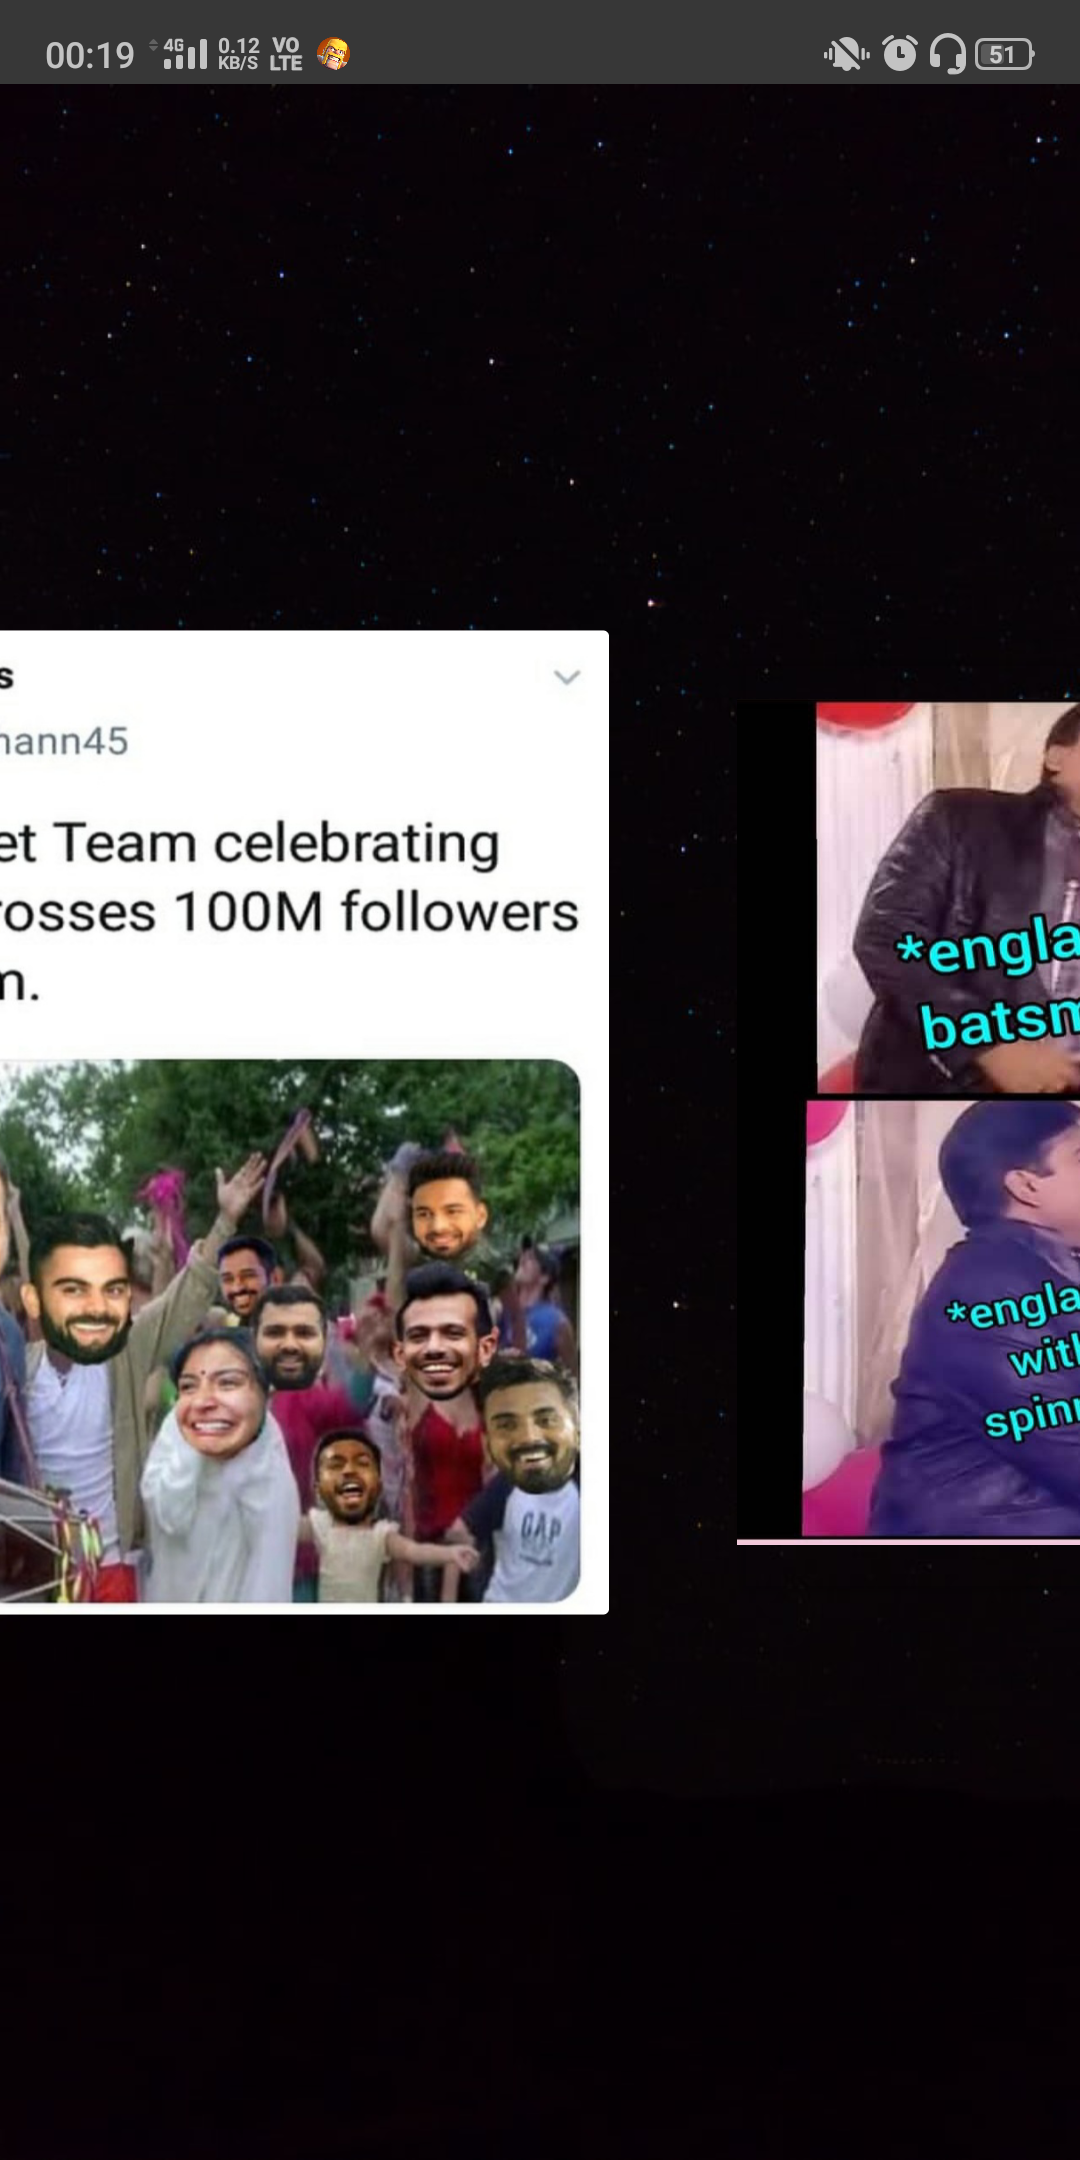 00:19 4G 0.12 KB/S VO LTE 51
s
nann45
et Team celebrating
rosses 100M followers
m.
GAP
*engla
batsm
*engla
with
spinn